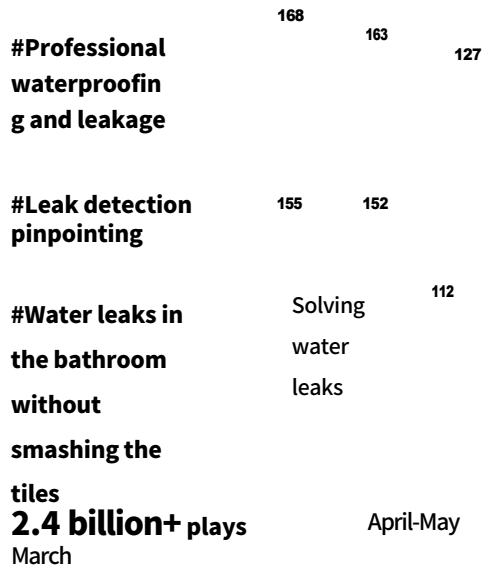 168
163
127
#Professional
waterproofin
g and leakage
#Leak detection
pinpointing
155
152
112
#Water leaks in
the bathroom
without
smashing the
tiles
Solving
water
leaks
2.4 billion+ plays
March
April-May